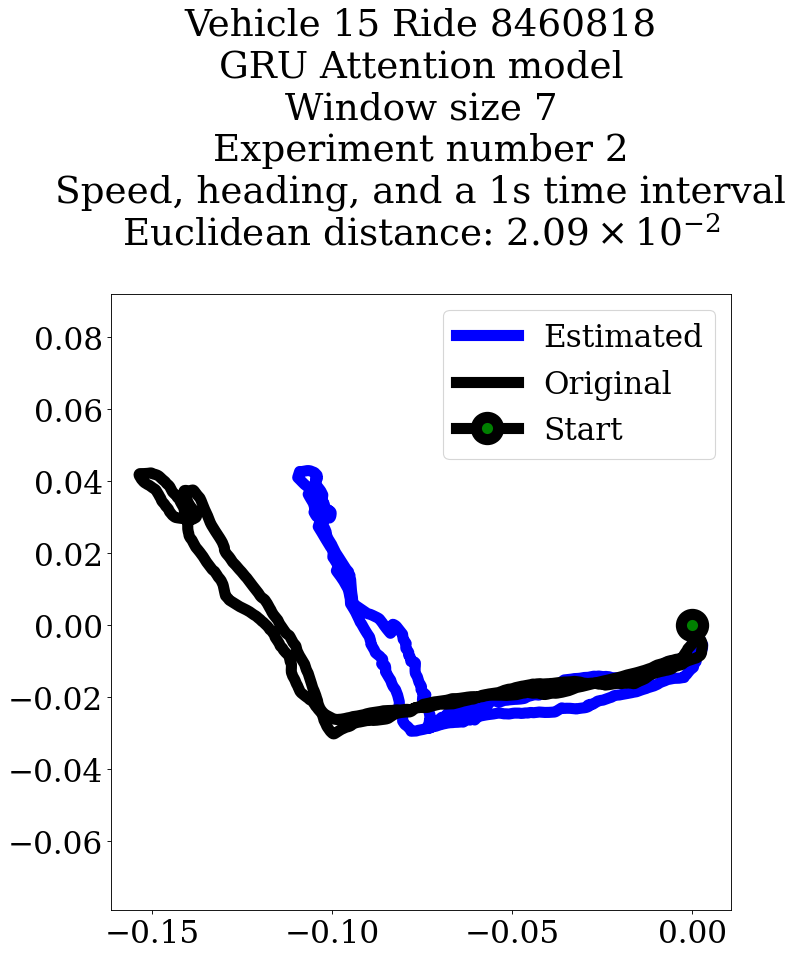 Vehicle 15 Ride 8460818
GRU Attention model
Window size 7
Experiment number 2
Speed, heading, and a 1s time interval
Euclidean distance: 2.09 × 10⁻²
Estimated
Original
Start
0.08
0.06
0.04
0.02
0.00
−0.02
−0.04
−0.06
−0.15 −0.10 −0.05 0.00